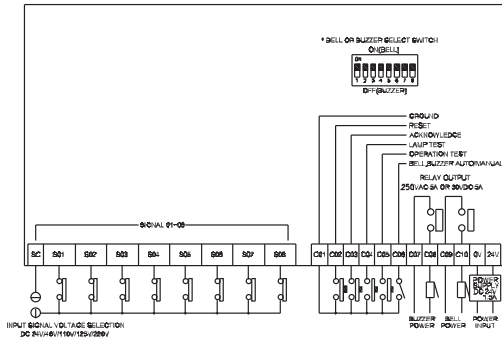 * BELL OR BUZZER SELECT SWITCH
ON(BELL)
ON
1 2 3 4 5 6 7 8
OFF(BUZZER)
GROUND
RESET
ACKNOWLEDGE
LAMP TEST
OPERATION TEST
BELL,BUZZER AUTO/MANUAL
RELAY OUTPUT
250VAC 5A OR 30VDC 5A
SIGNAL 01~08
SC S01 S02 S03 S04 S05 S06 S07 S08
C01 C02 C03 C04 C05 C06 C07 C08 C09 C10 0V 24V
POWER
SUPPLY
DC 24V
1.5A
INPUT SIGNAL VOLTAGE SELECTION
DC 24V/48V/110V/125V/220V
BUZZER
POWER
BELL
POWER
POWER
INPUT